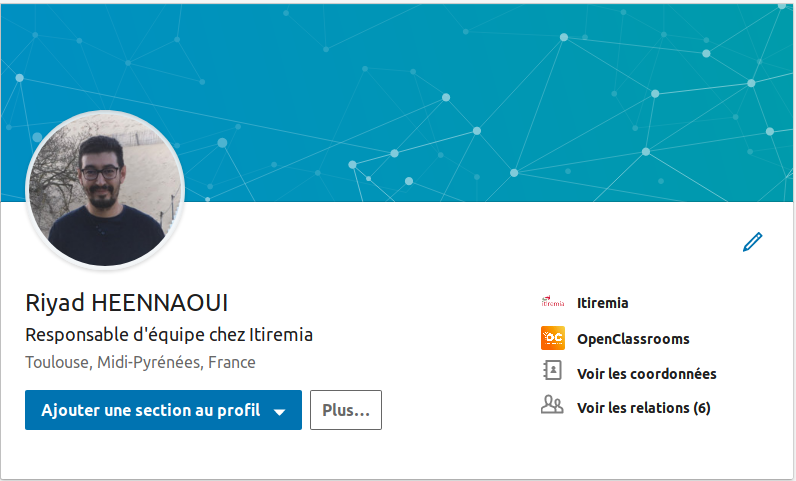 Riyad HEENNAOUI
Responsable d'équipe chez Itiremia
Toulouse, Midi-Pyrénées, France
Ajouter une section au profil
Plus...
itiremia
Itiremia
OC
OpenClassrooms
Voir les coordonnées
Voir les relations (6)